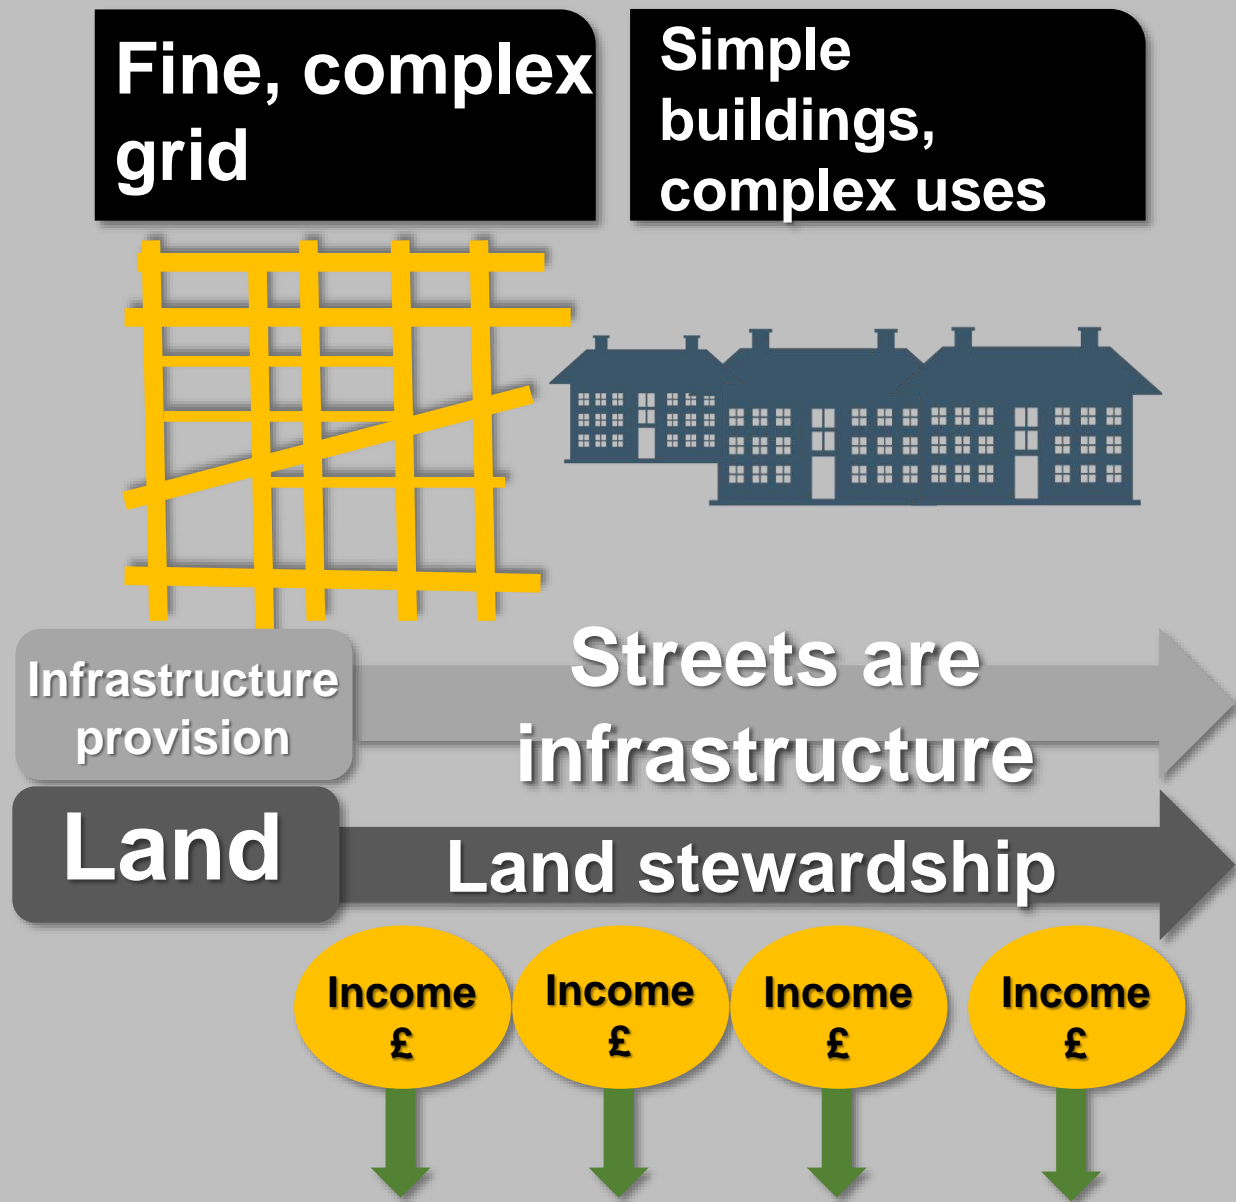 Fine, complex
grid
Simple
buildings,
complex uses
Infrastructure
provision
Streets are
infrastructure
Land
Land stewardship
Income
£
Income
£
Income
£
Income
£